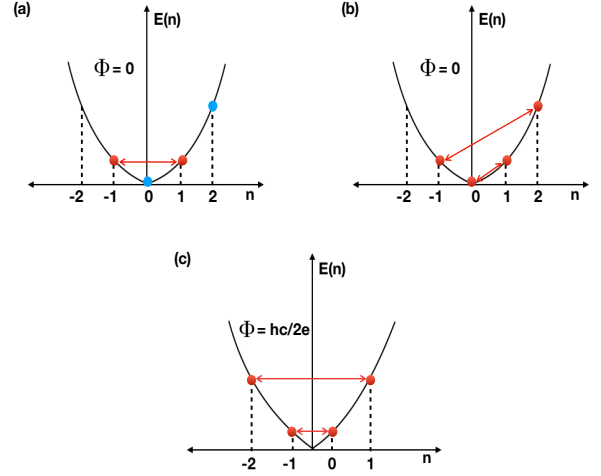 (a)
E(n)
Φ = 0
-2 -1 0 1 2 n
(b)
E(n)
Φ = 0
-2 -1 0 1 2 n
(c)
E(n)
Φ = hc/2e
-2 -1 0 1 n